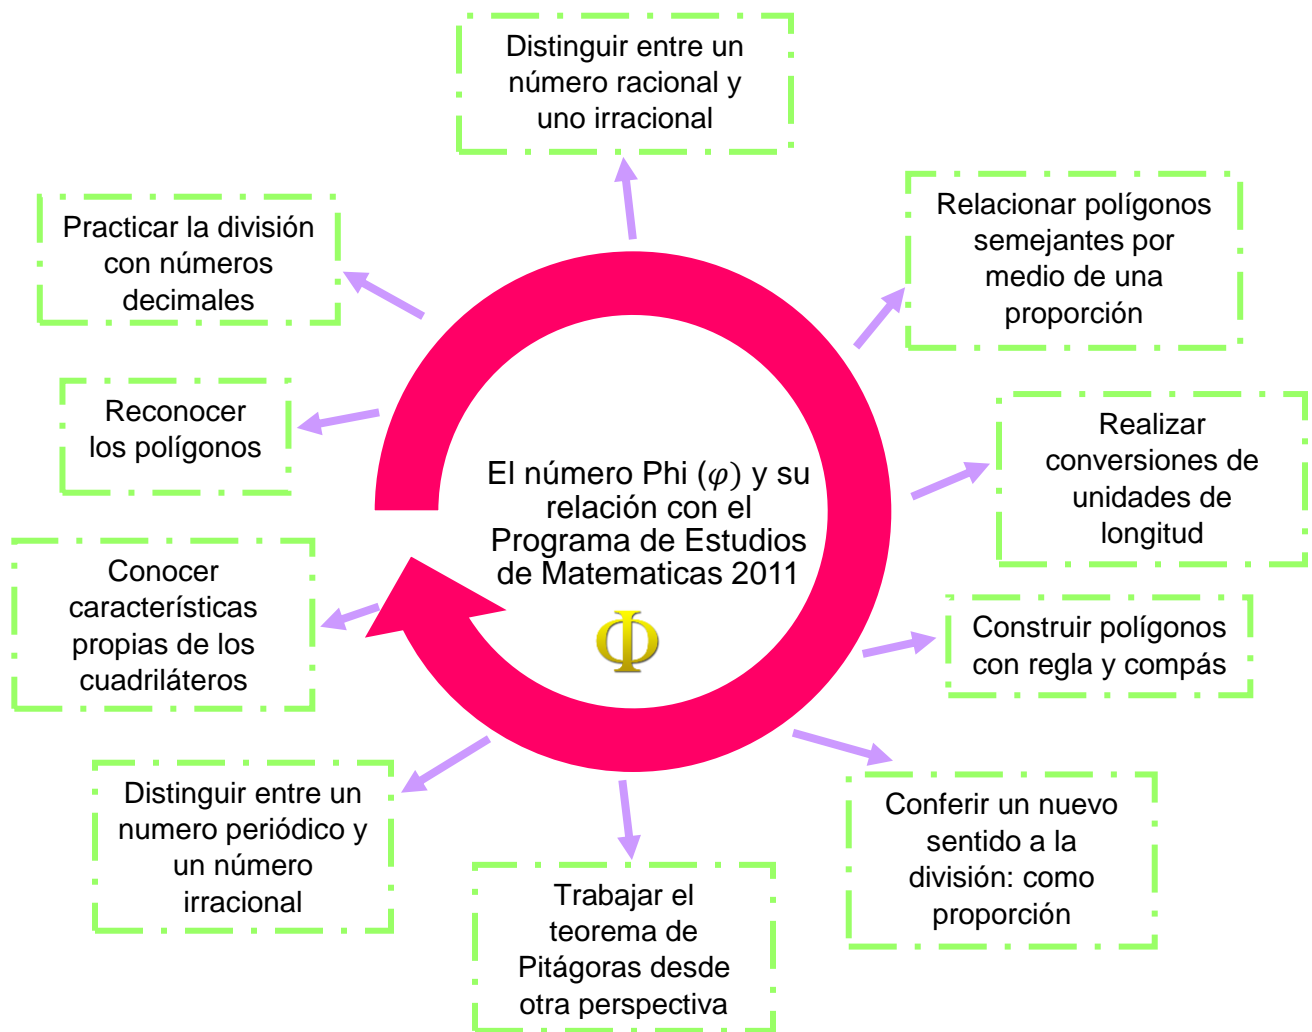 Distinguir entre un
número racional y
uno irracional
Relacionar polígonos
semejantes por
medio de una
proporción
Realizar
conversiones de
unidades de
longitud
Construir polígonos
con regla y compás
Conferir un nuevo
sentido a la
división: como
proporción
Trabajar el
teorema de
Pitágoras desde
otra perspectiva
Distinguir entre un
numero periódico y
un número
irracional
Conocer
características
propias de los
cuadriláteros
Reconocer
los polígonos
Practicar la división
con números
decimales
El número Phi (φ) y su
relación con el
Programa de Estudios
de Matematicas 2011
Φ